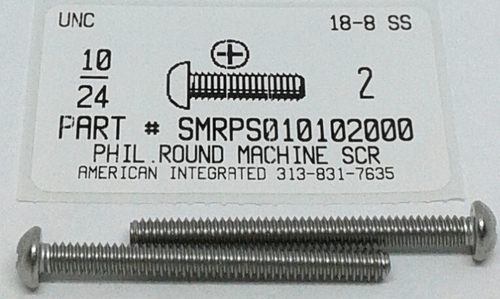 UNC 18-8 SS
10
24
2
PART # SMRPS010102000
PHIL.ROUND MACHINE SCR
AMERICAN INTEGRATED 313-831-7635